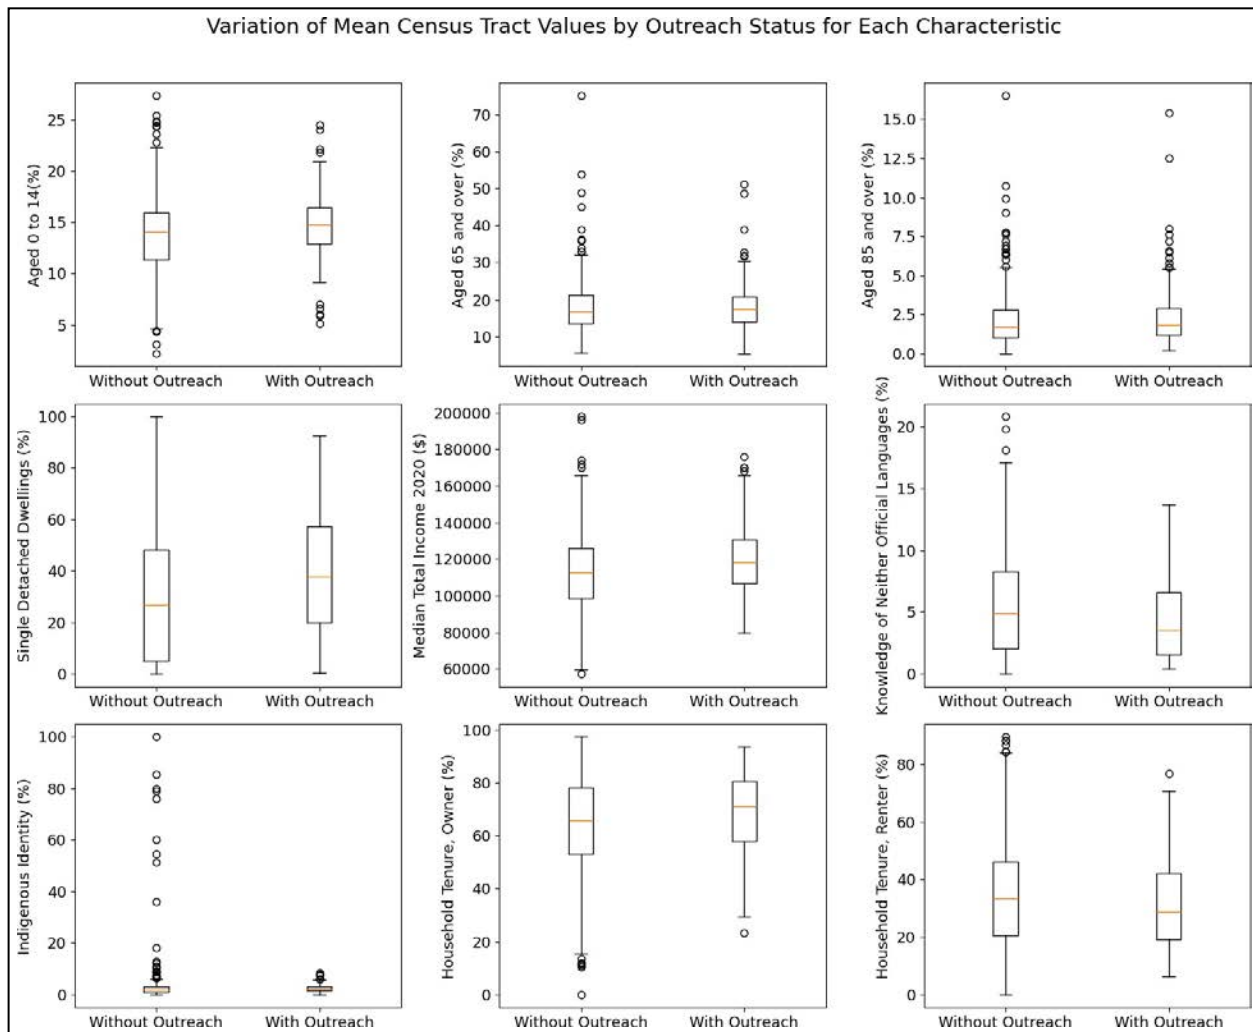 Variation of Mean Census Tract Values by Outreach Status for Each Characteristic
Aged 0 to 14(%)
25
20
15
10
5
Without Outreach
With Outreach
Aged 65 and over (%)
70
60
50
40
30
20
10
Without Outreach
With Outreach
Aged 85 and over (%)
15.0
12.5
10.0
7.5
5.0
2.5
0.0
Without Outreach
With Outreach
Single Detached Dwellings (%)
100
80
60
40
20
0
Without Outreach
With Outreach
Median Total Income 2020 ($)
200000
180000
160000
140000
120000
100000
80000
60000
Without Outreach
With Outreach
Knowledge of Neither Official Languages (%)
20
15
10
5
0
Without Outreach
With Outreach
Indigenous Identity (%)
100
80
60
40
20
0
Without Outreach
With Outreach
Household Tenure, Owner (%)
100
80
60
40
20
0
Without Outreach
With Outreach
Household Tenure, Renter (%)
80
60
40
20
0
Without Outreach
With Outreach